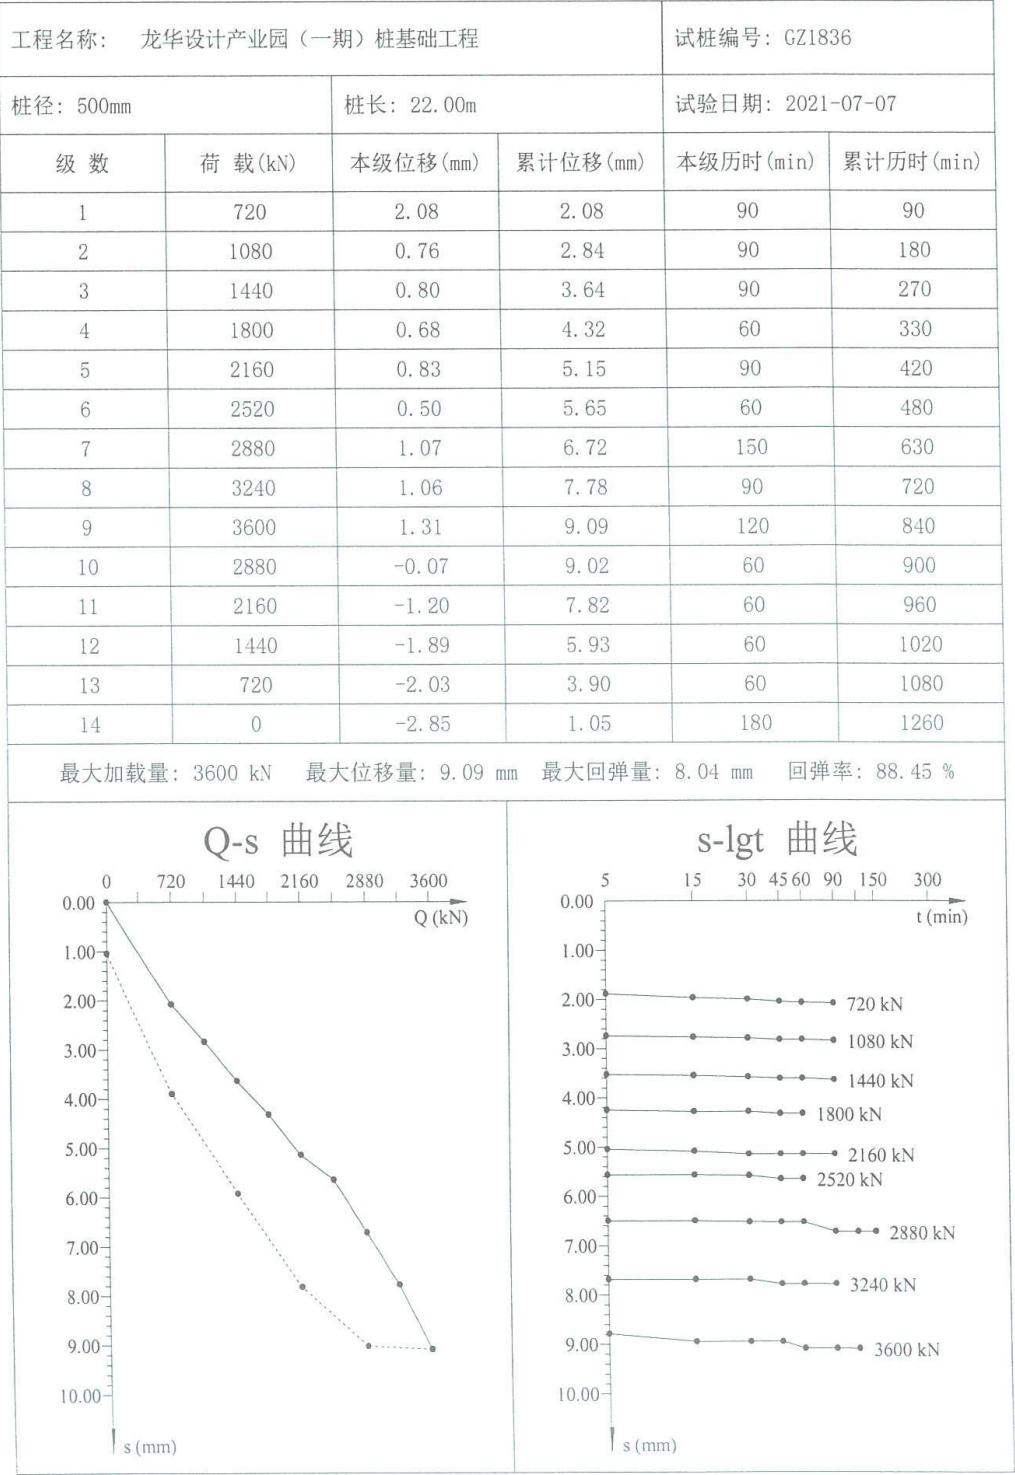 工程名称: 龙华设计产业园（一期）桩基础工程 试桩编号: GZ1836
桩径: 500mm 桩长: 22.00m 试验日期: 2021-07-07
级 数 荷 载(kN) 本级位移(mm) 累计位移(mm) 本级历时(min) 累计历时(min)
1 720 2.08 2.08 90 90
2 1080 0.76 2.84 90 180
3 1440 0.80 3.64 90 270
4 1800 0.68 4.32 60 330
5 2160 0.83 5.15 90 420
6 2520 0.50 5.65 60 480
7 2880 1.07 6.72 150 630
8 3240 1.06 7.78 90 720
9 3600 1.31 9.09 120 840
10 2880 -0.07 9.02 60 900
11 2160 -1.20 7.82 60 960
12 1440 -1.89 5.93 60 1020
13 720 -2.03 3.90 60 1080
14 0 -2.85 1.05 180 1260
最大加载量: 3600 kN 最大位移量: 9.09 mm 最大回弹量: 8.04 mm 回弹率: 88.45 %
Q-s 曲线
0 720 1440 2160 2880 3600
Q (kN)
0.00
1.00
2.00
3.00
4.00
5.00
6.00
7.00
8.00
9.00
10.00
s (mm)
s-lgt 曲线
5 15 30 45 60 90 150 300
t (min)
0.00
1.00
2.00
720 kN
1080 kN
3.00
1440 kN
4.00
1800 kN
5.00
2160 kN
2520 kN
6.00
2880 kN
7.00
3240 kN
8.00
9.00
3600 kN
10.00
s (mm)